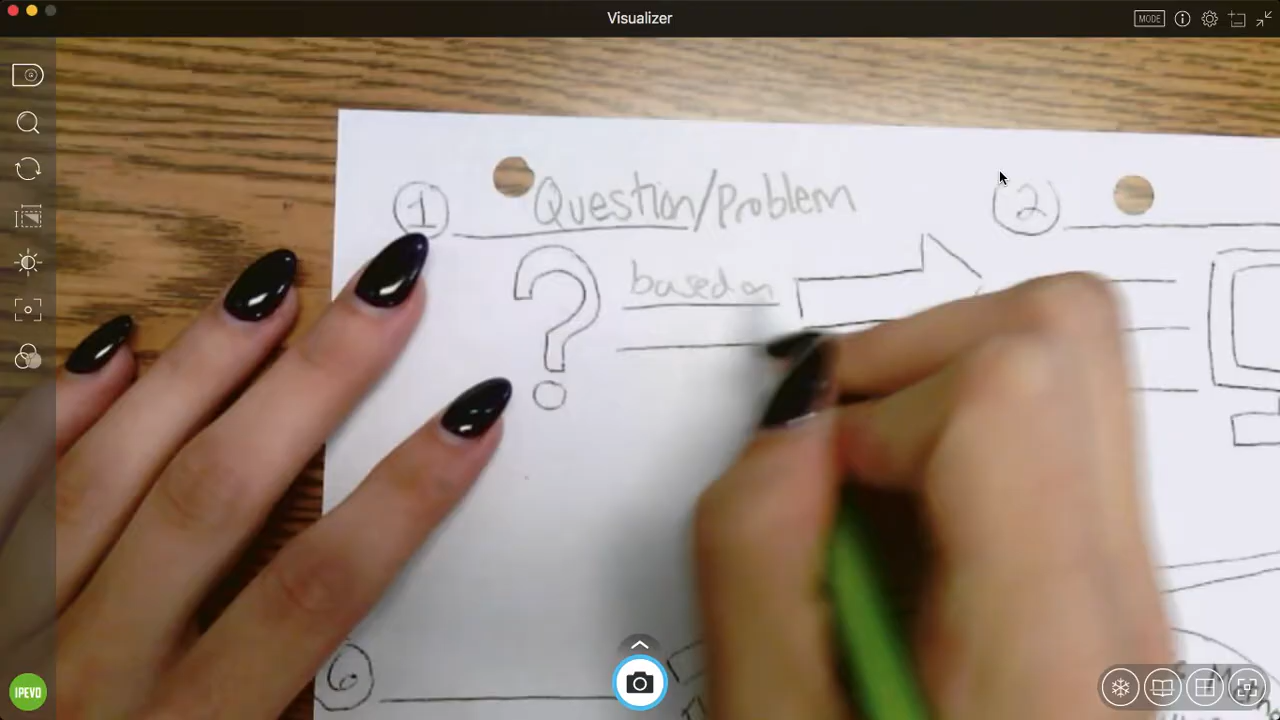 Visualizer
MODE
1 Question/problem
2
based on
6
IPEVO